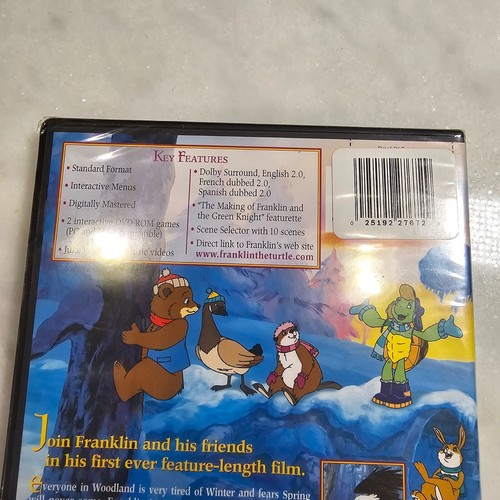 KEY FEATURES
• Standard Format
• Interactive Menus
• Digitally Mastered
• 2 interactive DVD-ROM games
• Dolby Surround, English 2.0,
French dubbed 2.0,
Spanish dubbed 2.0
• "The Making of Franklin and
the Green Knight" featurette
• Scene Selector with 10 scenes
• Direct link to Franklin's web site
www.franklintheturtle.com
0 25192 27672
Join Franklin and his friends
in his first ever feature-length film.
Everyone in Woodland is very tired of Winter and fears Spring